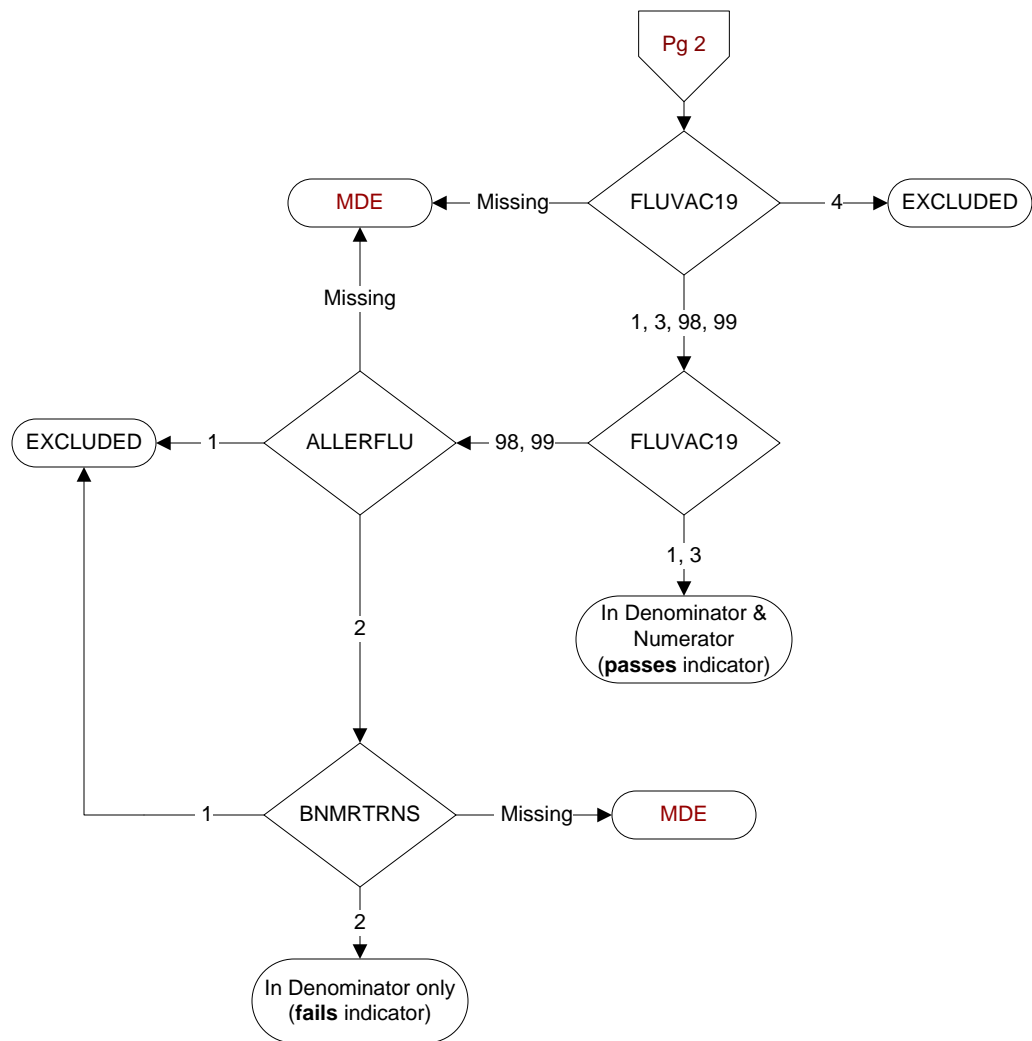 Pg 2
MDE
Missing
FLUVAC19
4
EXCLUDED
Missing
1, 3, 98, 99
EXCLUDED
1
ALLERFLU
98, 99
FLUVAC19
1, 3
2
In Denominator &
Numerator
(passes indicator)
1
BNMRTRNS
Missing
MDE
2
In Denominator only
(fails indicator)